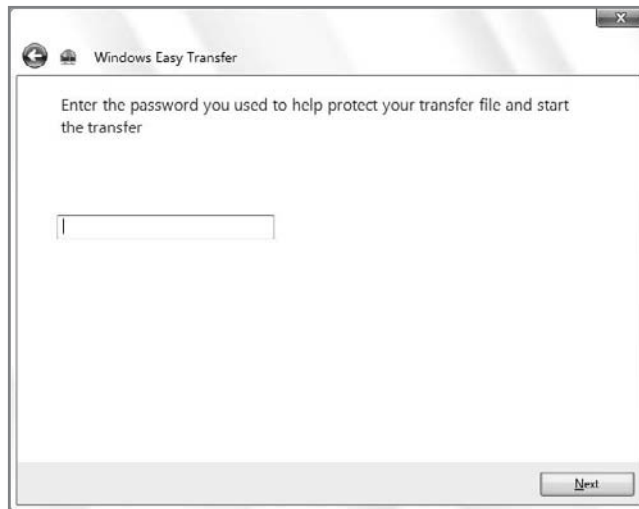 X
Windows Easy Transfer
Enter the password you used to help protect your transfer file and start
the transfer
Next